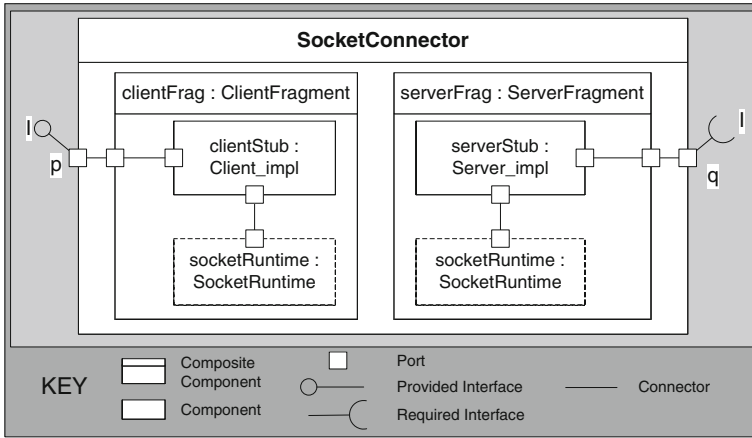 SocketConnector
clientFrag : ClientFragment
serverFrag : ServerFragment
I
p
clientStub :
Client_impl
serverStub :
Server_impl
I
q
socketRuntime :
SocketRuntime
socketRuntime :
SocketRuntime
KEY
Composite
Component
Component
Port
Provided Interface
Required Interface
Connector